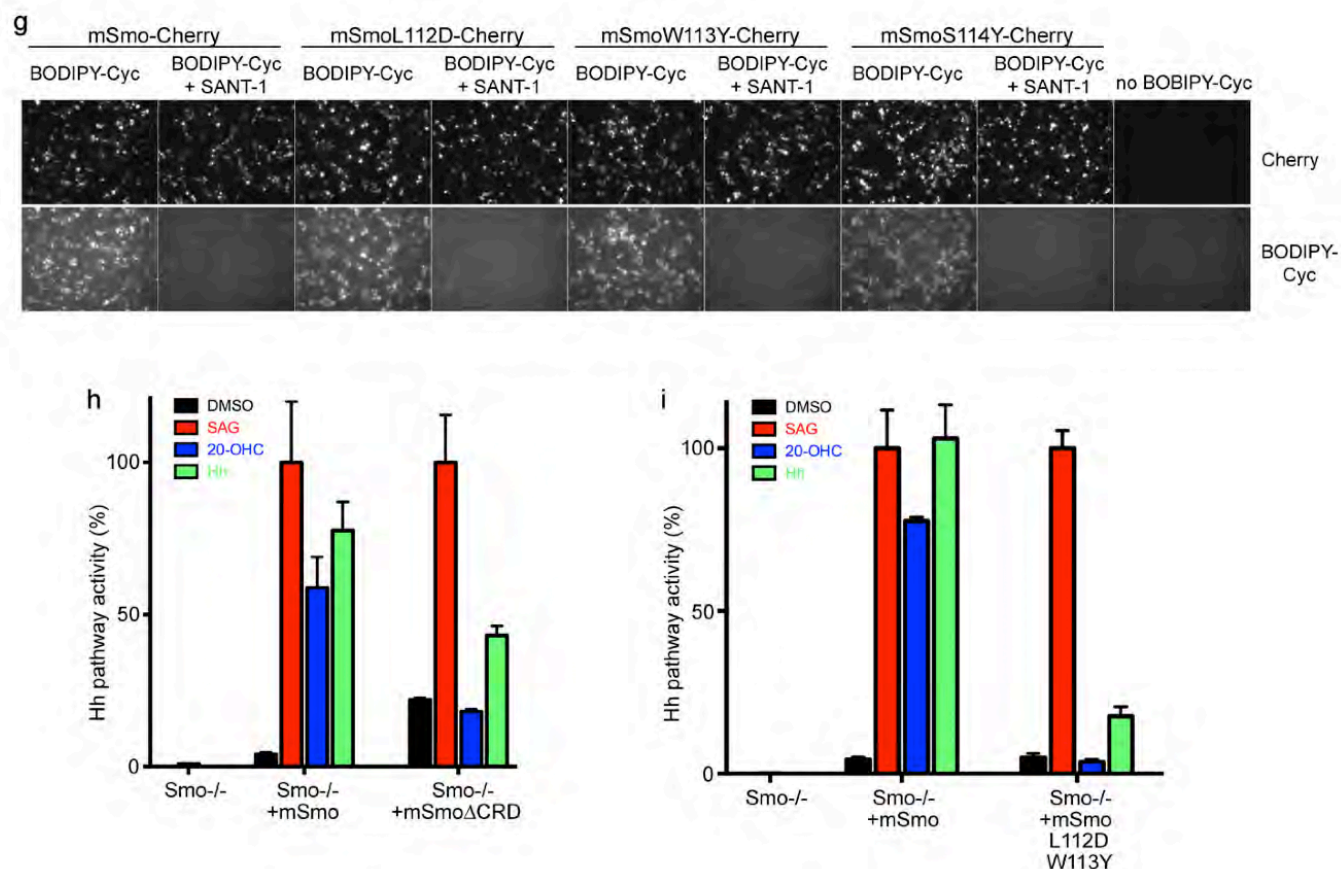 g
mSmo-Cherry mSmoL112D-Cherry mSmoW113Y-Cherry mSmoS114Y-Cherry
BODIPY-Cyc BODIPY-Cyc + SANT-1 BODIPY-Cyc BODIPY-Cyc + SANT-1 BODIPY-Cyc BODIPY-Cyc + SANT-1 BODIPY-Cyc BODIPY-Cyc + SANT-1 no BOBIPY-Cyc
Cherry
BODIPY-
Cyc
h
DMSO
SAG
20-OHC
Hh
Hh pathway activity (%)
100
50
0
Smo-/-
Smo-/-
+mSmo
Smo-/-
+mSmoΔCRD
i
DMSO
SAG
20-OHC
Hh
Hh pathway activity (%)
100
50
0
Smo-/-
Smo-/-
+mSmo
Smo-/-
+mSmo
L112D
W113Y